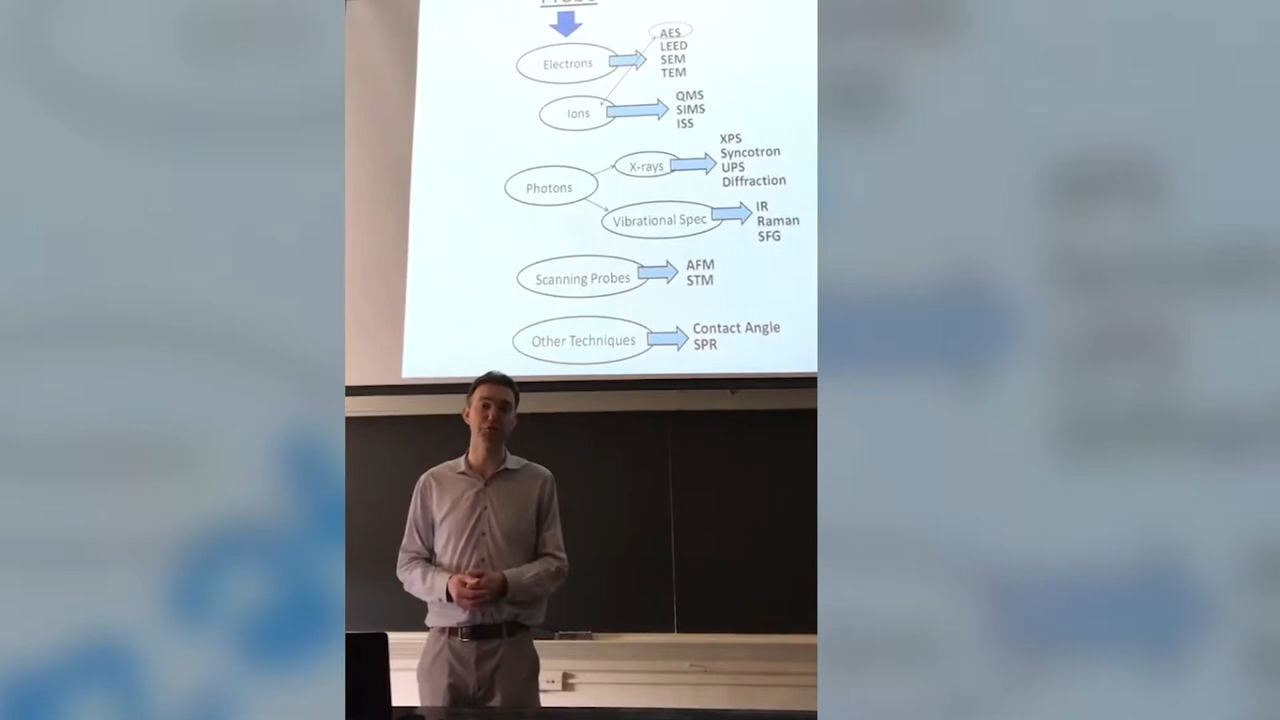 Electrons
AES
LEED
SEM
TEM
Ions
QMS
SIMS
ISS
Photons
X-rays
XPS
Syncotron
UPS
Diffraction
Vibrational Spec
IR
Raman
SFG
Scanning Probes
AFM
STM
Other Techniques
Contact Angle
SPR